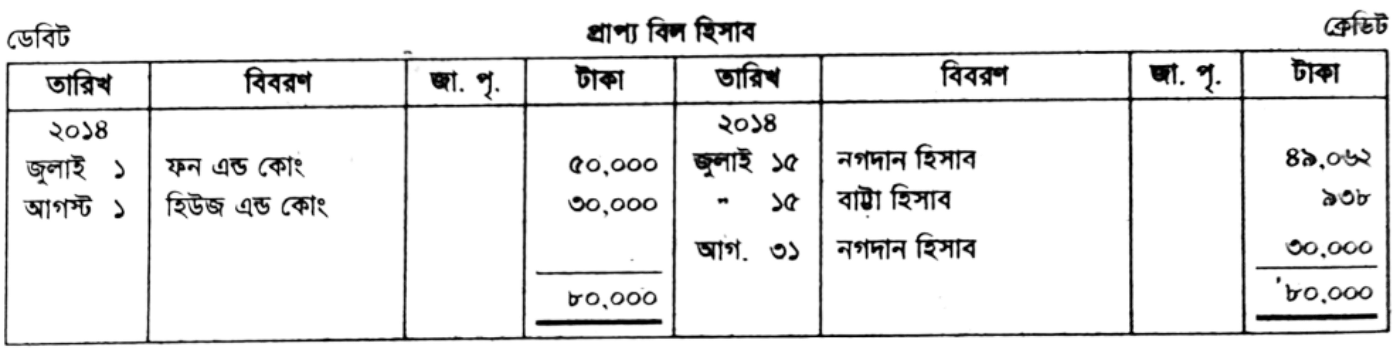 ডেবিট প্রাপ্য বিল হিসাব ক্রেডিট
তারিখ বিবরণ জা. পৃ. টাকা তারিখ বিবরণ জা. পৃ. টাকা
২০১৪ ২০১৪
জুলাই ১ ফন এন্ড কোং ৫০,০০০ জুলাই ১৫ নগদান হিসাব ৪৯,০৬২
আগস্ট ১ হিউজ এন্ড কোং ৩০,০০০ " ১৫ বাট্টা হিসাব ৯৩৮
আগ. ৩১ নগদান হিসাব ৩০,০০০
৮০,০০০ ৮০,০০০